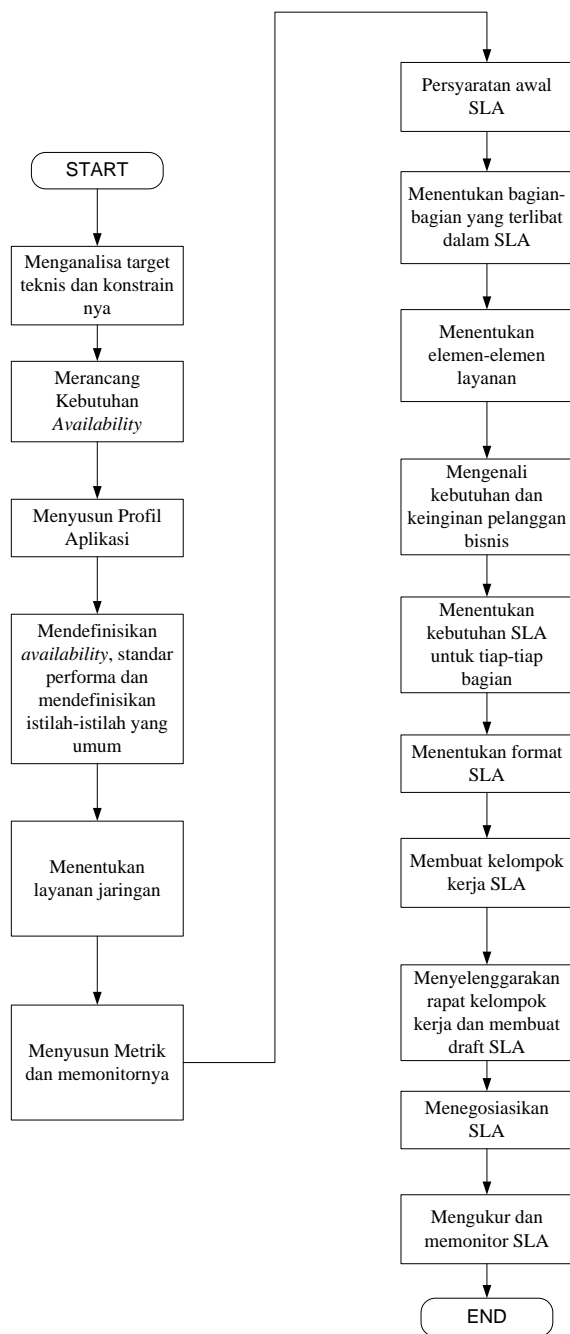 START
Menganalisa target
teknis dan konstrain
nya
Merancang
Kebutuhan
Availability
Menyusun Profil
Aplikasi
Mendefinisikan
availability, standar
performa dan
mendefinisikan
istilah-istilah yang
umum
Menentukan
layanan jaringan
Menyusun Metrik
dan memonitornya
Persyaratan awal
SLA
Menentukan bagian-
bagian yang terlibat
dalam SLA
Menentukan
elemen-elemen
layanan
Mengenali
kebutuhan dan
keinginan pelanggan
bisnis
Menentukan
kebutuhan SLA
untuk tiap-tiap
bagian
Menentukan format
SLA
Membuat kelompok
kerja SLA
Menyelenggarakan
rapat kelompok
kerja dan membuat
draft SLA
Menegosiasikan
SLA
Mengukur dan
memonitor SLA
END